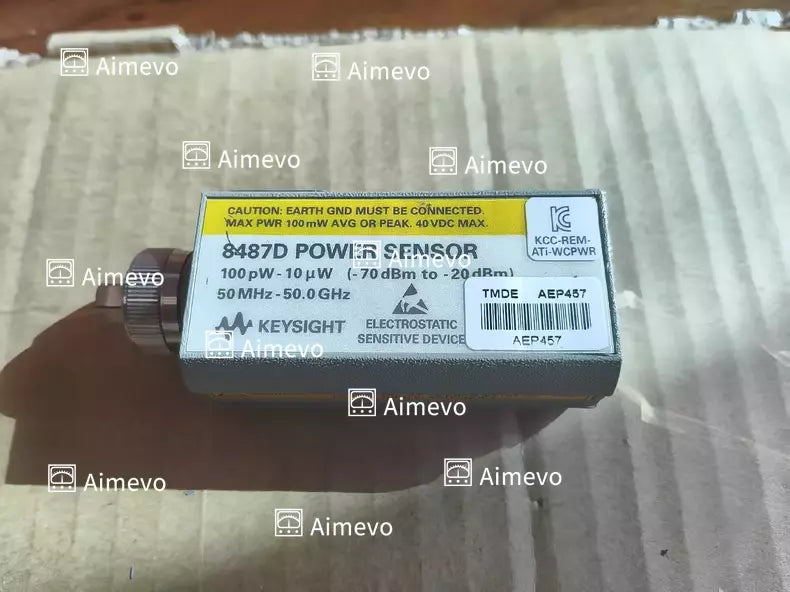 Aimevo
Aimevo
Aimevo
Aimevo
CAUTION: EARTH GND MUST BE CONNECTED.
MAX PWR 100 mW AVG OR PEAK. 40 VDC MAX.
KCC-REM-
ATi-WCPWR
8487D POWER SENSOR
Aimevo
100 pW - 10 µW (-70 dBm to -20 dBm)
Aimevo
50 MHz - 50.0 GHz
TMDE AEP457
KEYSIGHT
ELECTROSTATIC
SENSITIVE DEVICE
AEP457
Aimevo
Aimevo
Aimevo
Aimevo
Aimevo